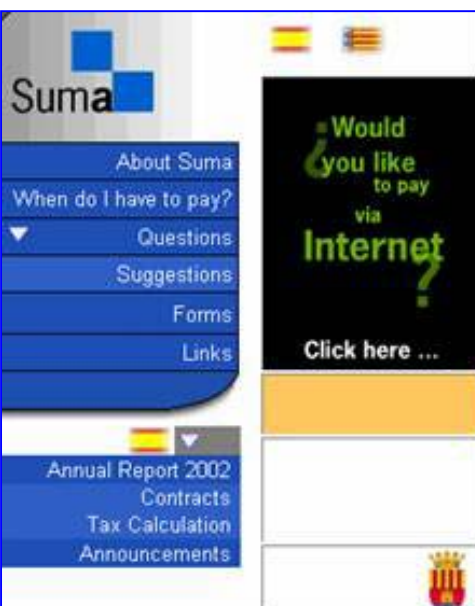 Suma
About Suma
When do I have to pay?
Questions
Suggestions
Forms
Links
Annual Report 2002
Contracts
Tax Calculation
Announcements
¿Would
you like
to pay
via
Internet
?
Click here ...